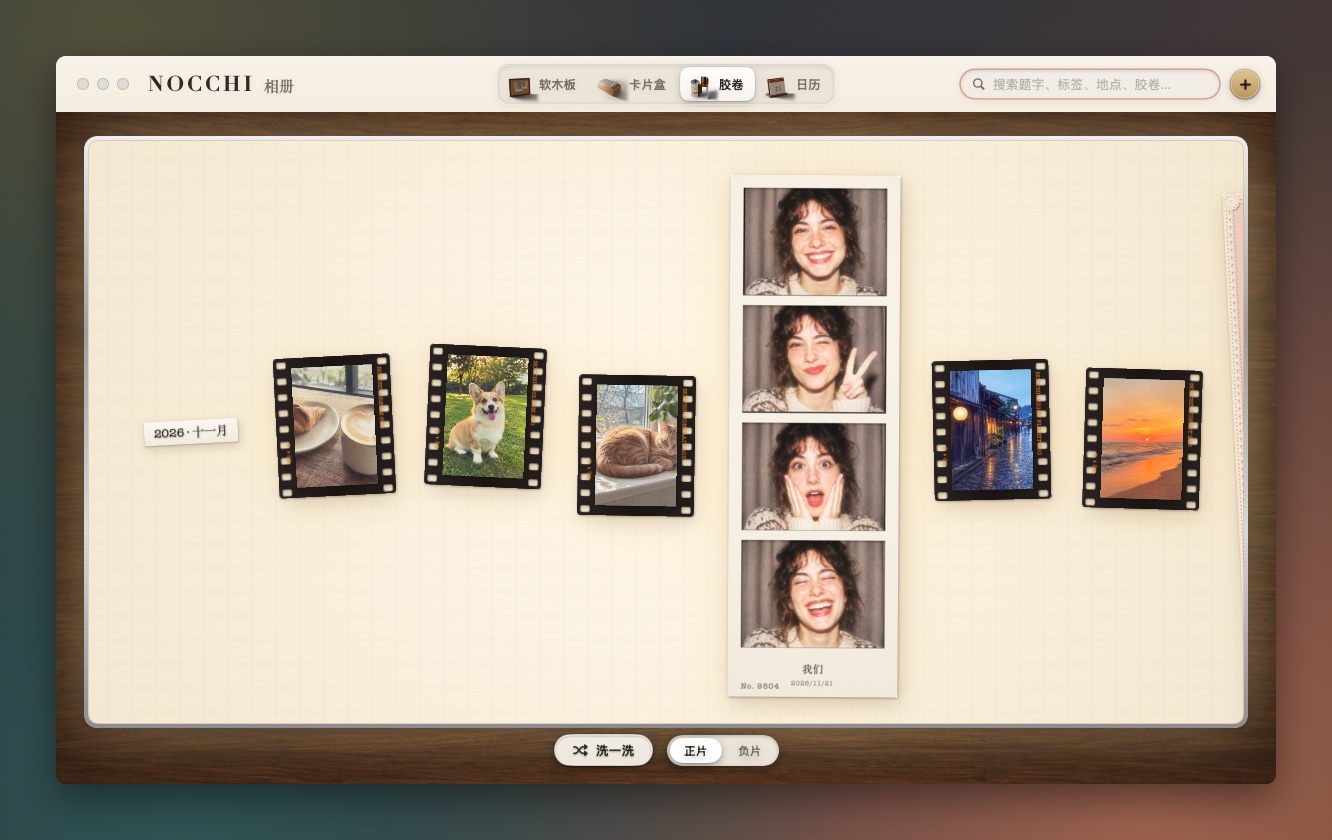 NOCCHI 相册
软木板
卡片盒
胶卷
日历
搜索题字、标签、地点、胶卷...
2026·十一月
我们
No. 9604
2026/11/21
洗一洗
正片
负片